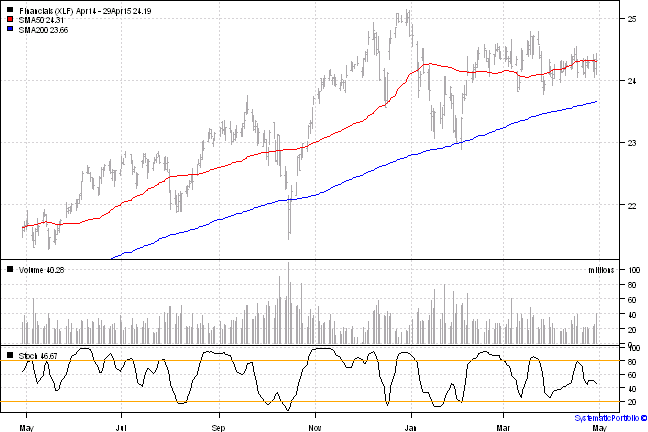 Financials (XLF) Apr14 - 29Apr15 24.19
SMA50 24.31
SMA200 23.66
25
24
23
22
Volume 40.28
millions
100
80
60
40
20
0
Stoch 46.67
100
80
60
40
20
May
Jul
Sep
Nov
Jan
Mar
May
SystematicPortfolio ©